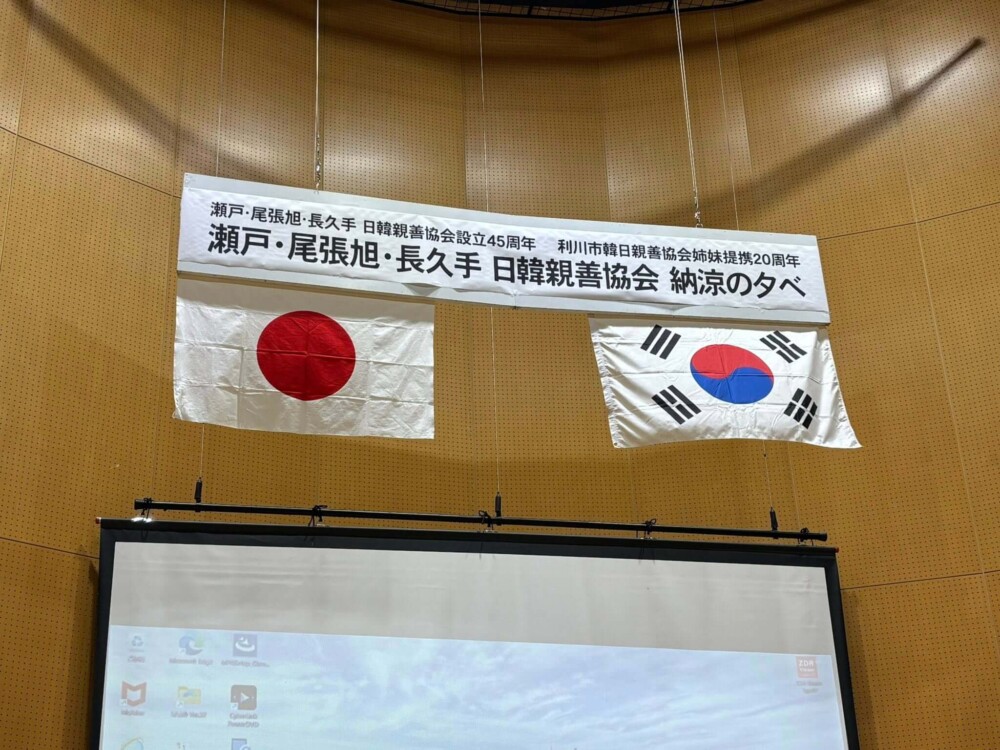 瀬戸・尾張旭・長久手 日韓親善協会設立45周年 利川市韓日親善協会姉妹提携20周年
瀬戸・尾張旭・長久手 日韓親善協会 納涼の夕べ